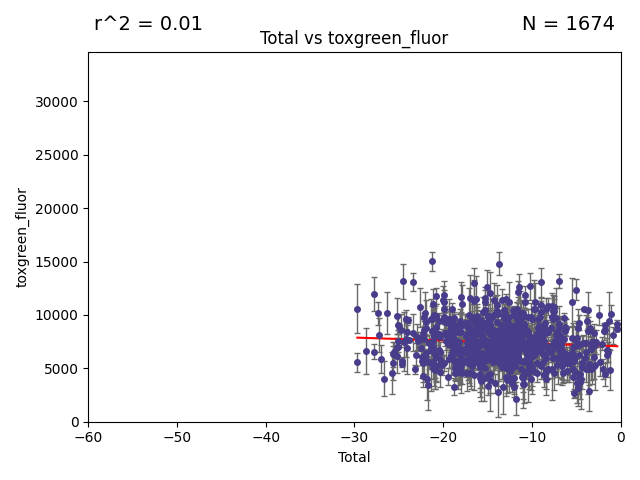 r^2 = 0.01
N = 1674
Total vs toxgreen_fluor
30000
25000
20000
15000
10000
5000
0
toxgreen_fluor
−60
−50
−40
−30
−20
−10
0
Total